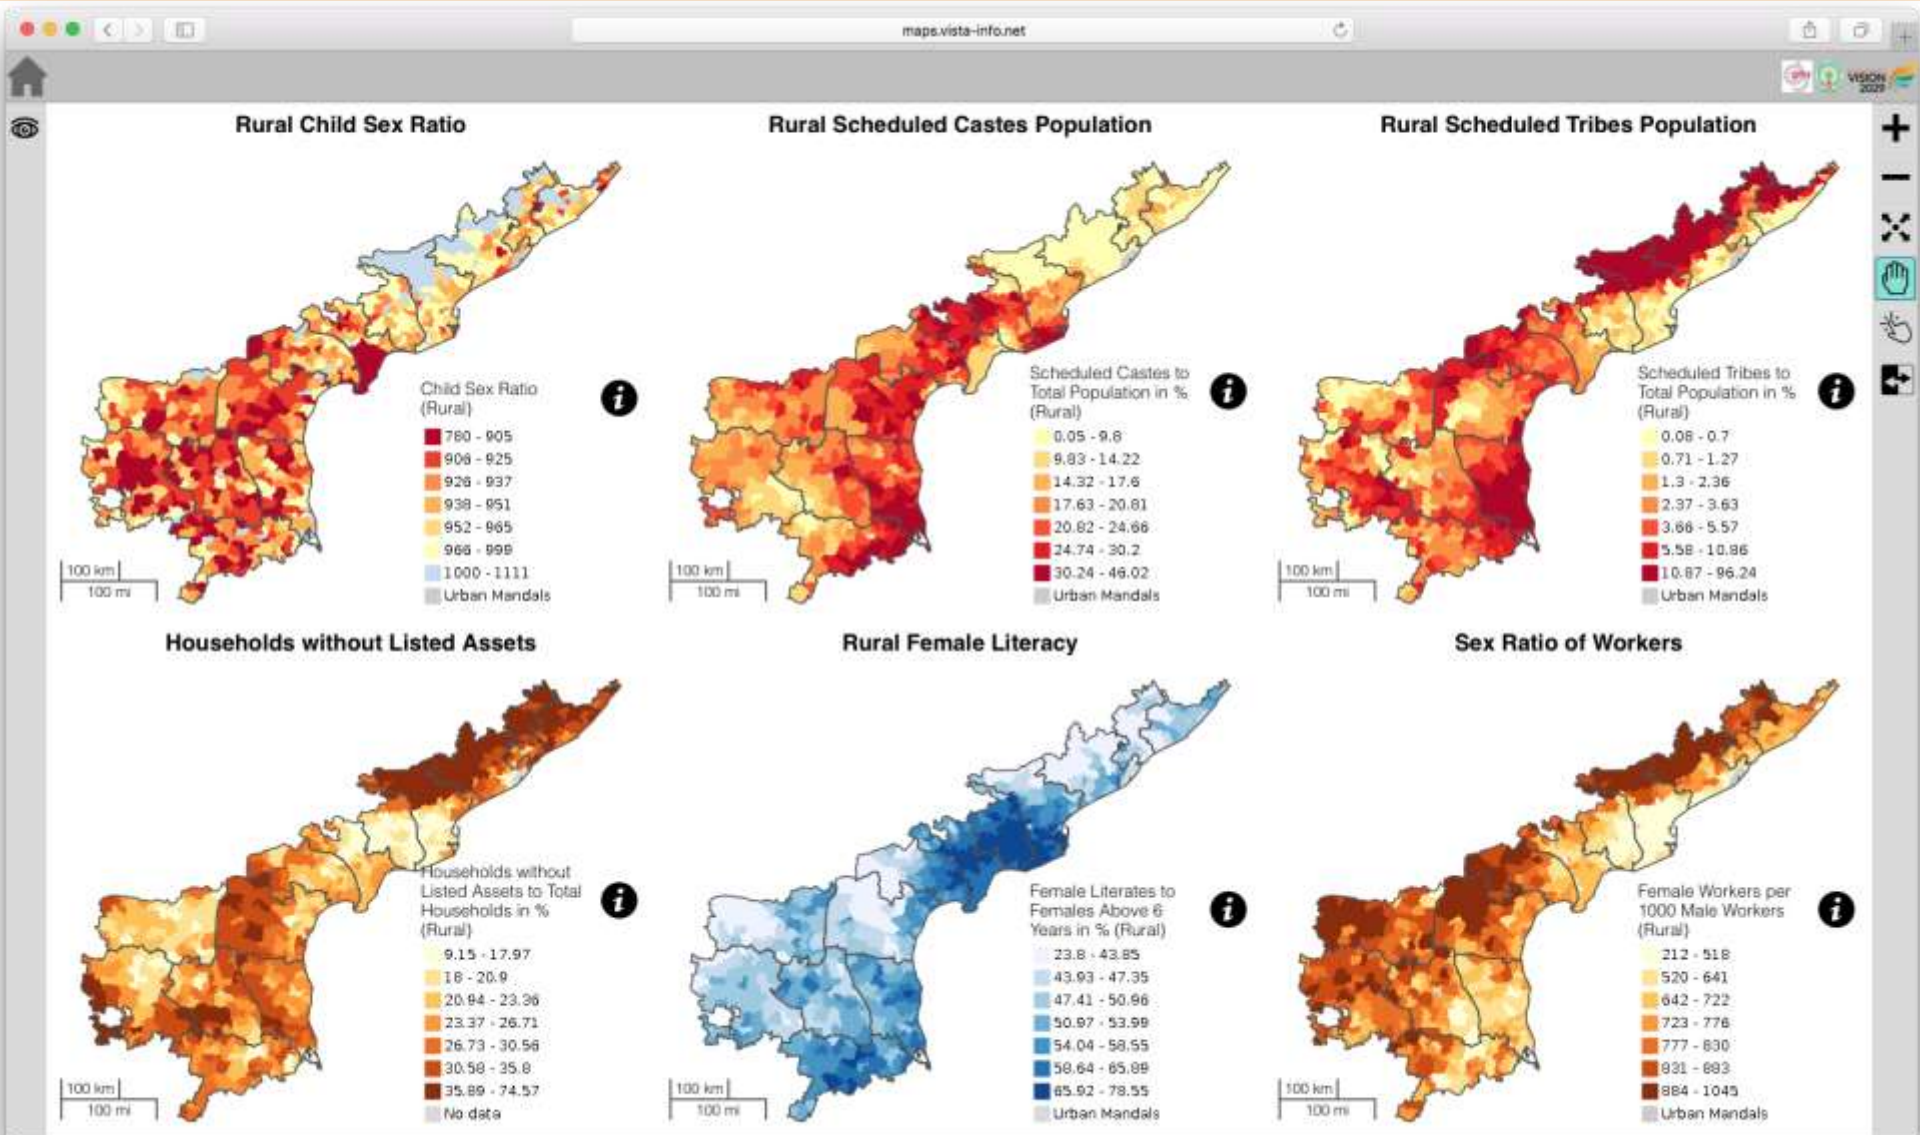 maps.vista-info.net
VISION
2029
Rural Child Sex Ratio
Child Sex Ratio
(Rural)
780 - 905
906 - 925
926 - 937
938 - 951
952 - 965
966 - 999
1000 - 1111
Urban Mandals
100 km
100 mi
Rural Scheduled Castes Population
Scheduled Castes to
Total Population in %
(Rural)
0.05 - 9.8
9.83 - 14.22
14.32 - 17.6
17.63 - 20.81
20.82 - 24.66
24.74 - 30.2
30.24 - 46.02
Urban Mandals
100 km
100 mi
Rural Scheduled Tribes Population
Scheduled Tribes to
Total Population in %
(Rural)
0.08 - 0.7
0.71 - 1.27
1.3 - 2.36
2.37 - 3.63
3.66 - 5.57
5.58 - 10.86
10.87 - 96.24
Urban Mandals
100 km
100 mi
Households without Listed Assets
Households without
Listed Assets to Total
Households in %
(Rural)
9.15 - 17.97
18 - 20.9
20.94 - 23.36
23.37 - 26.71
26.73 - 30.56
30.58 - 35.8
35.89 - 74.57
No data
100 km
100 mi
Rural Female Literacy
Female Literates to
Females Above 6
Years in % (Rural)
23.8 - 43.85
43.93 - 47.35
47.41 - 50.96
50.97 - 53.99
54.04 - 58.55
58.64 - 65.89
65.92 - 78.55
Urban Mandals
100 km
100 mi
Sex Ratio of Workers
Female Workers per
1000 Male Workers
(Rural)
212 - 518
520 - 641
642 - 722
723 - 776
777 - 830
831 - 883
884 - 1045
Urban Mandals
100 km
100 mi